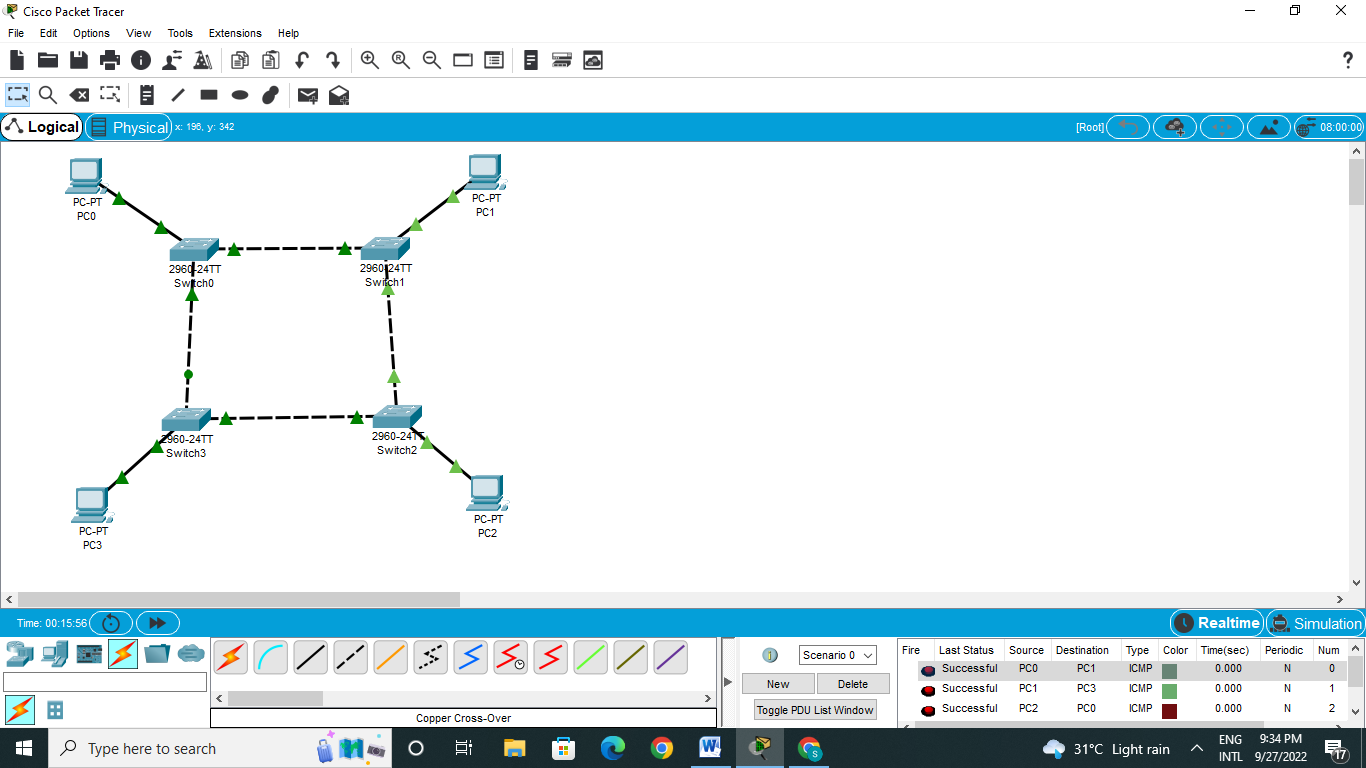 Cisco Packet Tracer
File Edit Options View Tools Extensions Help
Logical Physical x: 196, y: 342 [Root] 08:00:00
PC-PT
PC0
PC-PT
PC1
2960-24TT
Switch0
2960-24TT
Switch1
2960-24TT
Switch3
2960-24TT
Switch2
PC-PT
PC3
PC-PT
PC2
Time: 00:15:56 Realtime Simulation
Scenario 0
New Delete
Toggle PDU List Window
Copper Cross-Over
Fire Last Status Source Destination Type Color Time(sec) Periodic Num
Successful PC0 PC1 ICMP 0.000 N 0
Successful PC1 PC3 ICMP 0.000 N 1
Successful PC2 PC0 ICMP 0.000 N 2
Type here to search
31°C Light rain
ENG
INTL
9:34 PM
9/27/2022
17